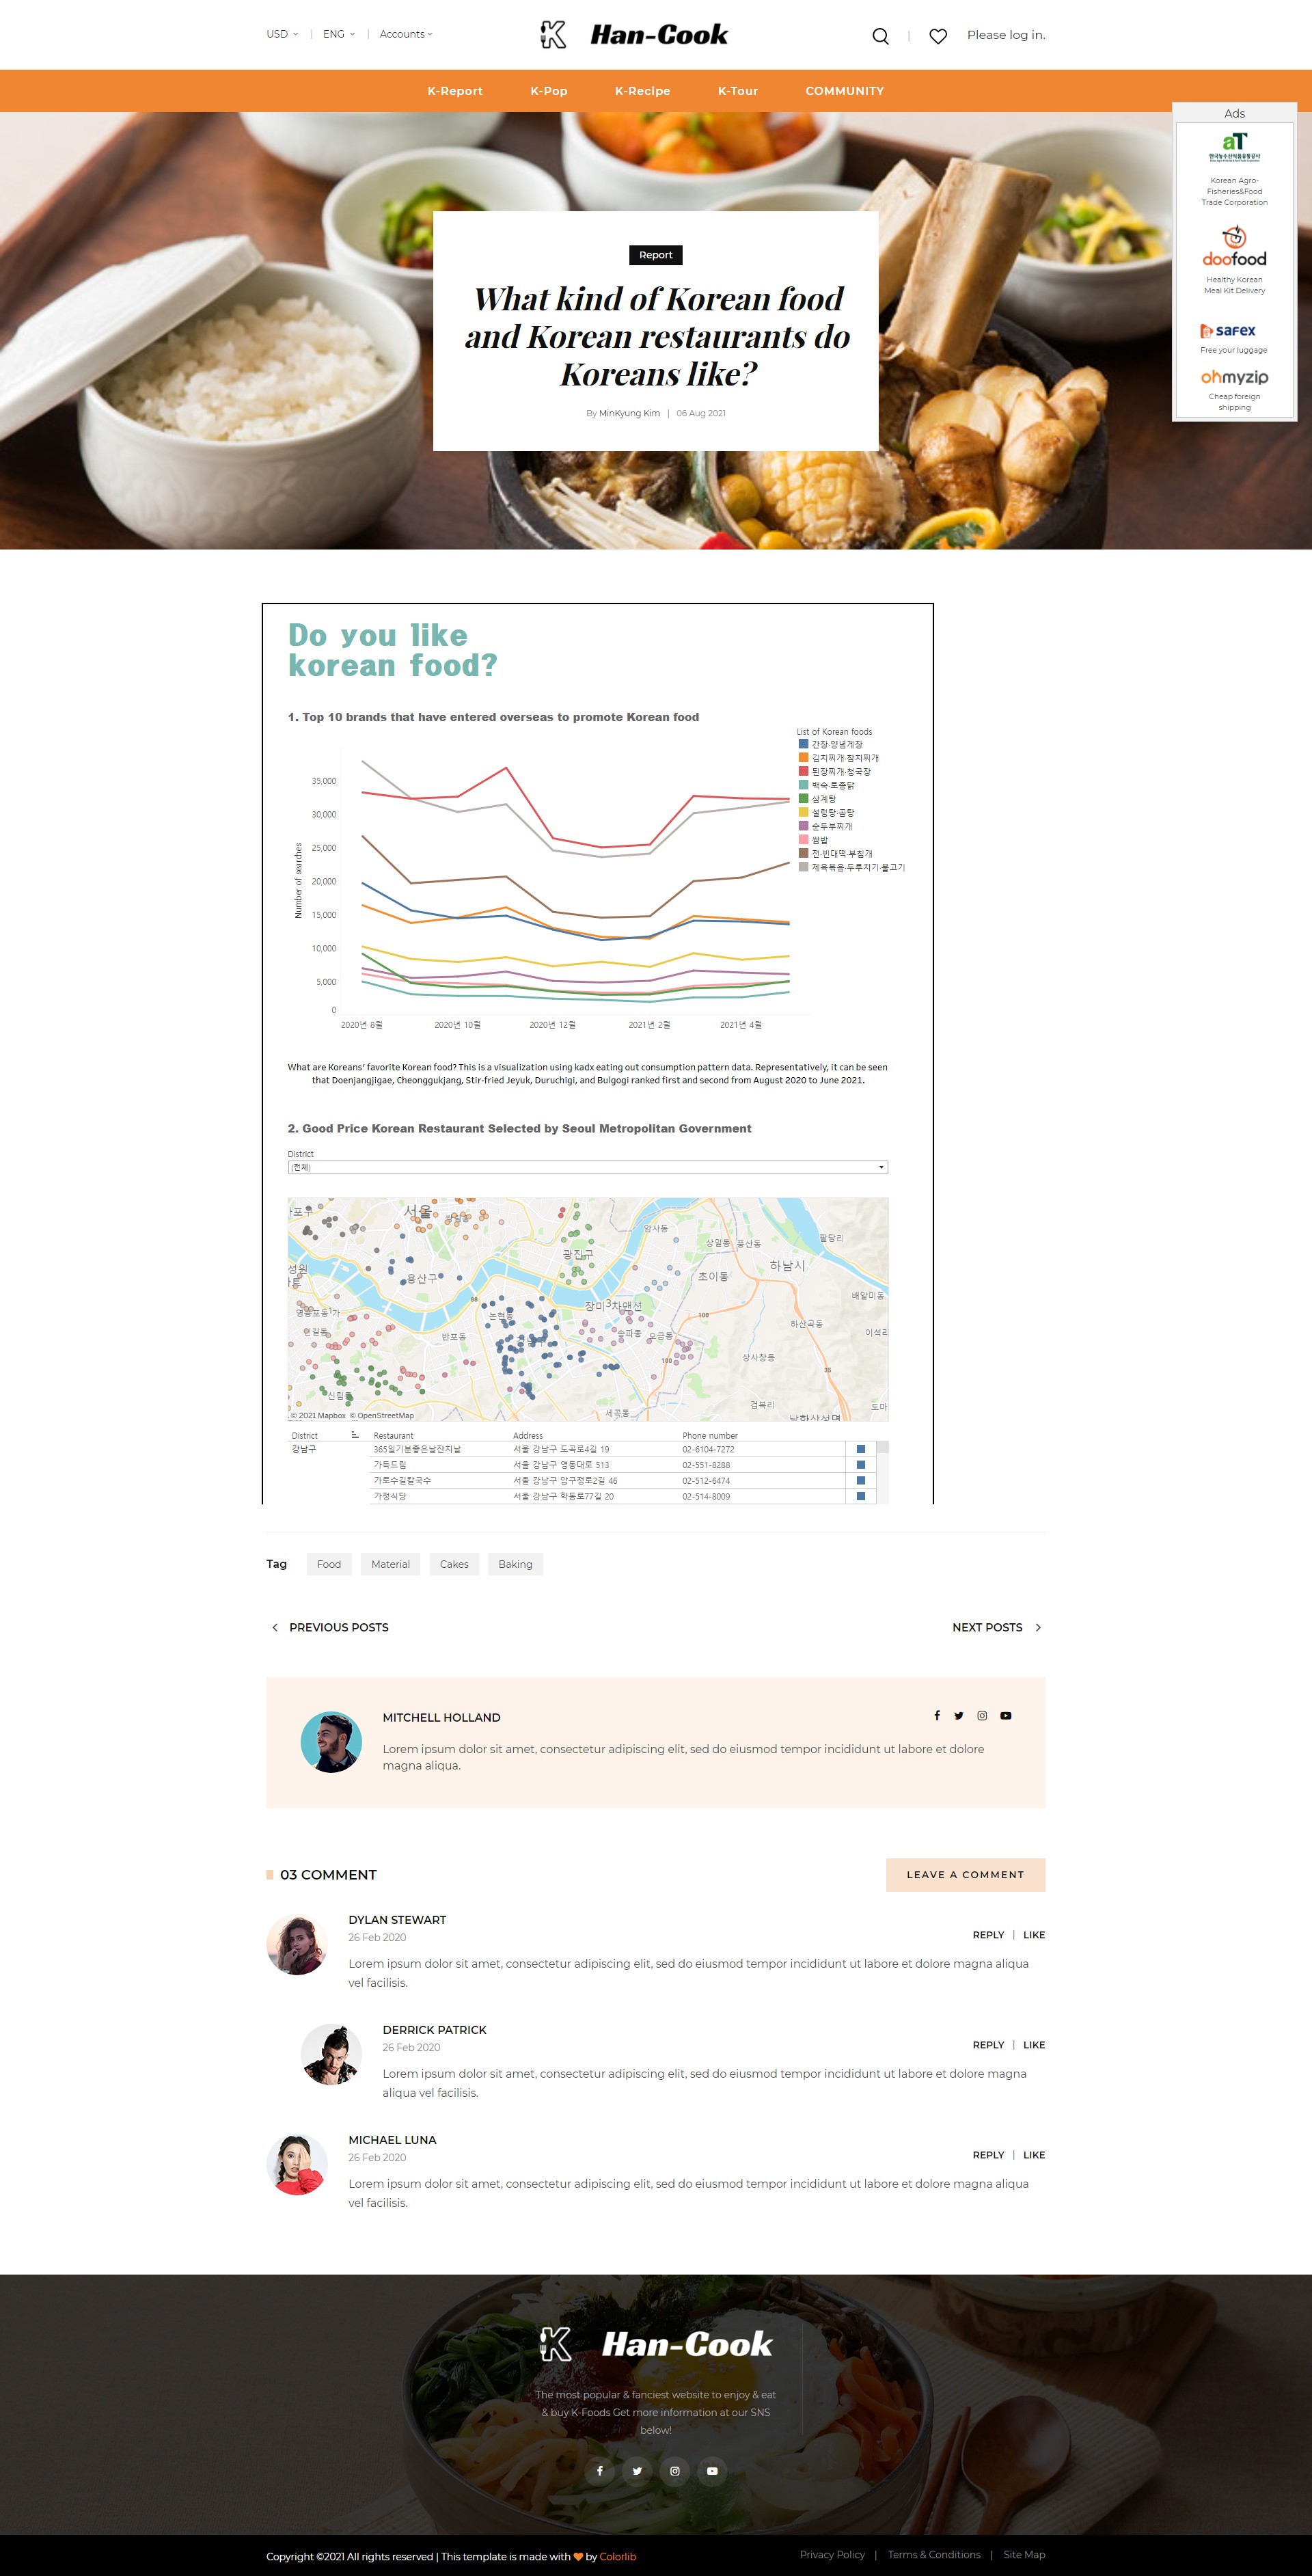 USD
ENG
Accounts
Han-Cook
Please log in.
K-Report
K-Pop
K-Recipe
K-Tour
COMMUNITY
Ads
aT
한국농수산식품유통공사
Korean Agro-
Fisheries&Food
Trade Corporation
doofood
Healthy Korean
Meal Kit Delivery
safex
Free your luggage
ohmyzip
Cheap foreign
shipping
Report
What kind of Korean food
and Korean restaurants do
Koreans like?
By MinKyung Kim | 06 Aug 2021
Do you like
korean food?
1. Top 10 brands that have entered overseas to promote Korean food
List of Korean foods
간장·양념게장
김치찌개·참치찌개
된장찌개·청국장
백숙·토종닭
삼계탕
설렁탕·곰탕
순두부찌개
쌈밥
전·빈대떡·부침개
제육볶음·두루치기·불고기
Number of searches
35,000
30,000
25,000
20,000
15,000
10,000
5,000
0
2020년 8월
2020년 10월
2020년 12월
2021년 2월
2021년 4월
What are Koreans' favorite Korean food? This is a visualization using kadx eating out consumption pattern data. Representatively, it can be seen
that Doenjangjigae, Cheonggukjang, Stir-fried Jeyuk, Duruchigi, and Bulgogi ranked first and second from August 2020 to June 2021.
2. Good Price Korean Restaurant Selected by Seoul Metropolitan Government
District
(전체)
서울
암사동
상일동
풍산동
팔당리
광진구
하남시
초이동
용산구
배알미동
장미3차맨션
100
88
논현동
하산곡동
반포동
송파동
오금동
이석리
상사창동
100
35
신림동
검복리
도마
세곡동
남한산성면
© 2021 Mapbox © OpenStreetMap
District
Restaurant
Address
Phone number
강남구
365일기분좋은날잔치날
서울 강남구 도곡로4길 19
02-6104-7272
가득드림
서울 강남구 영동대로 513
02-551-8288
가로수길칼국수
서울 강남구 압구정로2길 46
02-512-6474
가정식당
서울 강남구 학동로77길 20
02-514-8009
Tag
Food
Material
Cakes
Baking
PREVIOUS POSTS
NEXT POSTS
MITCHELL HOLLAND
Lorem ipsum dolor sit amet, consectetur adipiscing elit, sed do eiusmod tempor incididunt ut labore et dolore
magna aliqua.
03 COMMENT
LEAVE A COMMENT
DYLAN STEWART
26 Feb 2020
REPLY | LIKE
Lorem ipsum dolor sit amet, consectetur adipiscing elit, sed do eiusmod tempor incididunt ut labore et dolore magna aliqua
vel facilisis.
DERRICK PATRICK
26 Feb 2020
REPLY | LIKE
Lorem ipsum dolor sit amet, consectetur adipiscing elit, sed do eiusmod tempor incididunt ut labore et dolore magna
aliqua vel facilisis.
MICHAEL LUNA
26 Feb 2020
REPLY | LIKE
Lorem ipsum dolor sit amet, consectetur adipiscing elit, sed do eiusmod tempor incididunt ut labore et dolore magna aliqua
vel facilisis.
Han-Cook
The most popular & fanciest website to enjoy & eat
& buy K-Foods Get more information at our SNS
below!
Copyright ©2021 All rights reserved | This template is made with by Colorlib
Privacy Policy | Terms & Conditions | Site Map